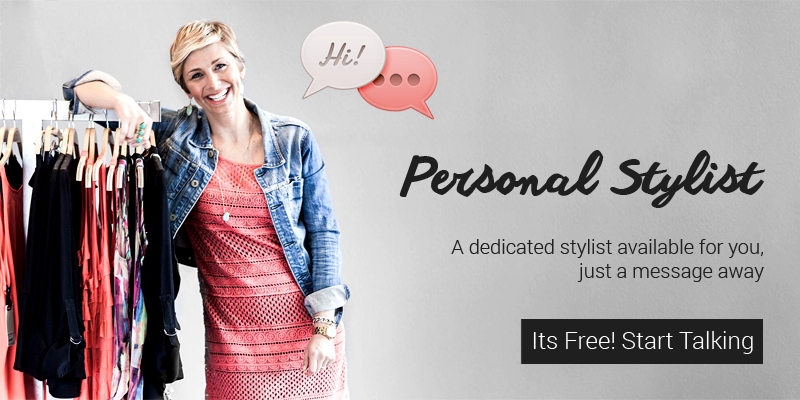 Hi!
Personal Stylist
A dedicated stylist available for you,
just a message away
Its Free! Start Talking